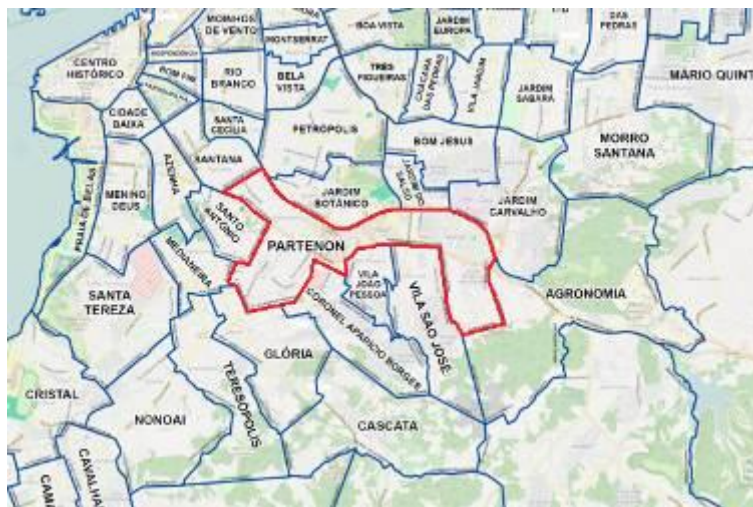 MOINHOS
DE VENTO
MONTSERRAT
BOA VISTA
JARDIM
EUROPA
DAS
PEDRAS
CENTRO
HISTÓRICO
BOM FIM
RIO
BRANCO
BELA
VISTA
TRÊS
FIGUEIRAS
CHÁCARA
DAS PEDRAS
VILA JARDIM
JARDIM
SABARÁ
MÁRIO QUINT
CIDADE
BAIXA
SANTA
CECÍLIA
PETRÓPOLIS
BOM JESUS
MORRO
SANTANA
AZENHA
SANTANA
PRAIA DE BELAS
MENINO
DEUS
SANTO
ANTÔNIO
JARDIM
BOTÂNICO
JARDIM DO
SALSO
JARDIM
CARVALHO
PARTENON
MEDIANEIRA
VILA
JOÃO
PESSOA
SANTA
TEREZA
CORONEL APARICIO BORGES
VILA SÃO JOSÉ
AGRONOMIA
GLÓRIA
TERESÓPOLIS
CRISTAL
NONOAI
CASCATA
CAVALHA
CAMA